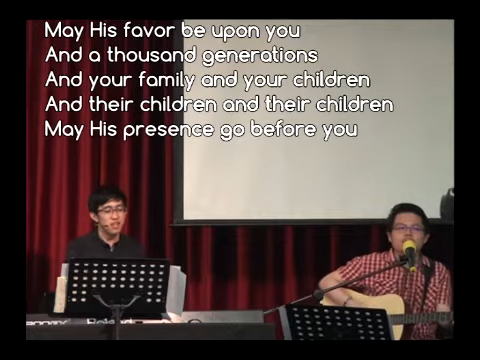 May His favor be upon you
And a thousand generations
And your family and your children
And their children and their children
May His presence go before you
Roland